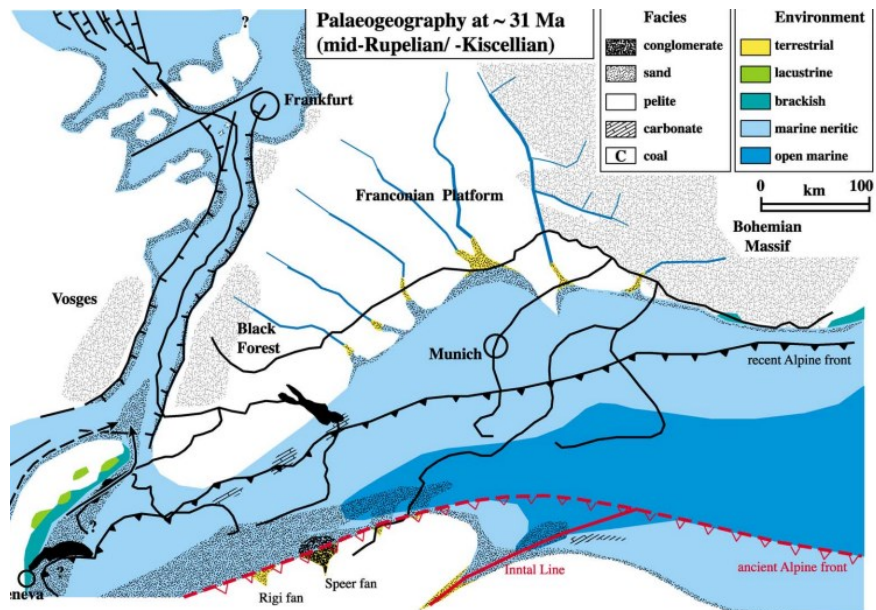 Palaeogeography at ~ 31 Ma
(mid-Rupelian/ -Kiscellian)
Facies
conglomerate
sand
pelite
carbonate
C coal
Environment
terrestrial
lacustrine
brackish
marine neritic
open marine
0 100
km
?
Frankfurt
Franconian Platform
Bohemian
Massif
Vosges
Black
Forest
Munich
recent Alpine front
?
?
eneva
Rigi fan
Speer fan
Inntal Line
ancient Alpine front